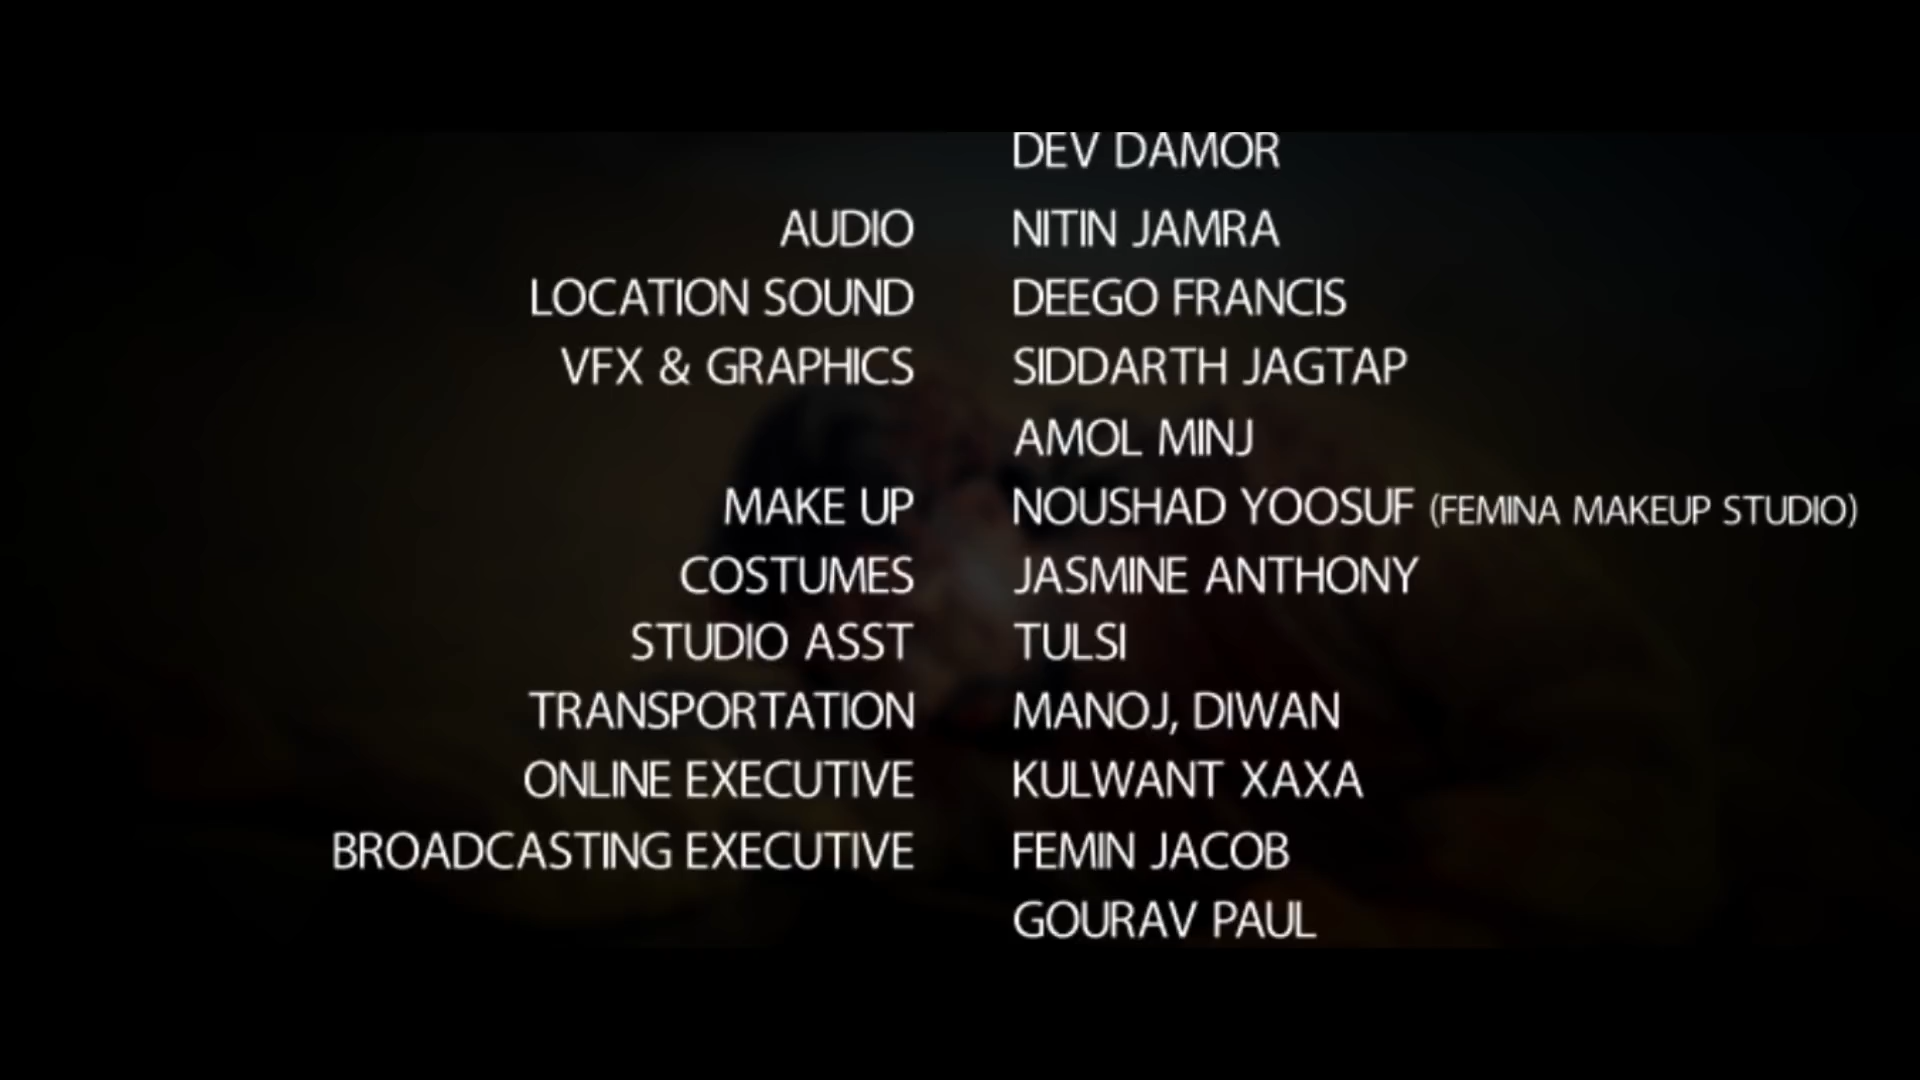 DEV DAMOR
AUDIO NITIN JAMRA
LOCATION SOUND DEEGO FRANCIS
VFX & GRAPHICS SIDDARTH JAGTAP
AMOL MINJ
MAKE UP NOUSHAD YOOSUF (FEMINA MAKEUP STUDIO)
COSTUMES JASMINE ANTHONY
STUDIO ASST TULSI
TRANSPORTATION MANOJ, DIWAN
ONLINE EXECUTIVE KULWANT XAXA
BROADCASTING EXECUTIVE FEMIN JACOB
GOURAV PAUL